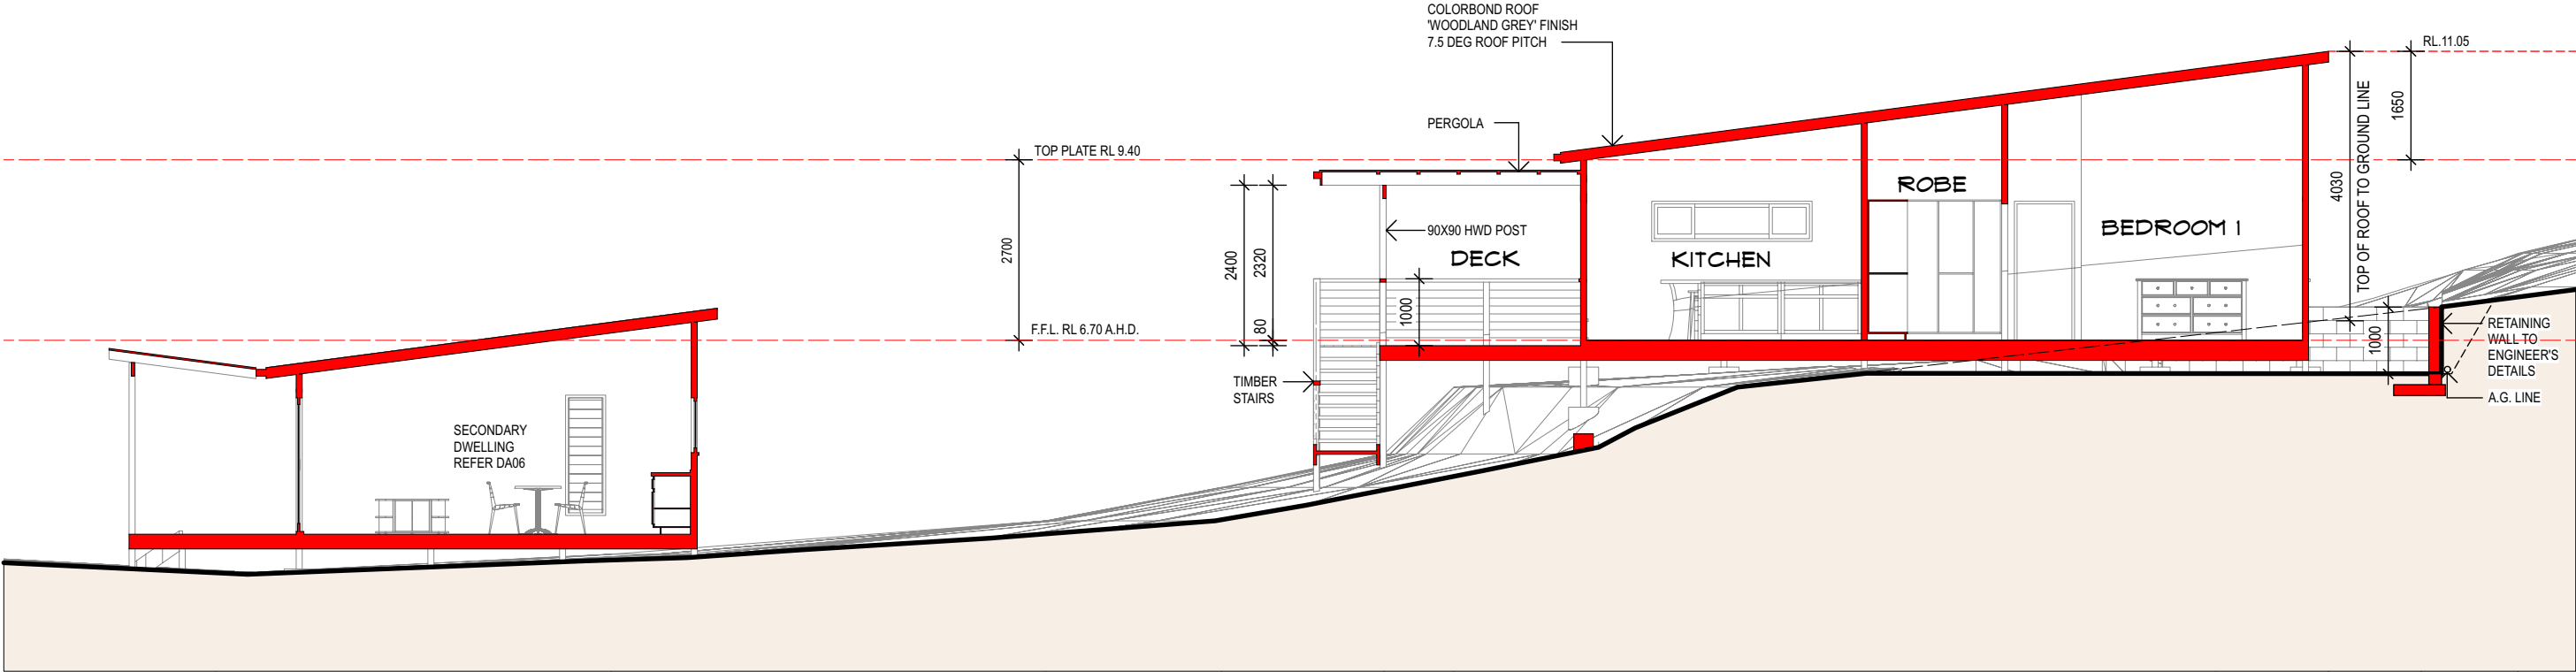 COLORBOND ROOF
'WOODLAND GREY' FINISH
7.5 DEG ROOF PITCH
RL.11.05
1650
4030
TOP OF ROOF TO GROUND LINE
PERGOLA
TOP PLATE RL 9.40
2700
F.F.L. RL 6.70 A.H.D.
2400
2320
80
1000
90X90 HWD POST
DECK
KITCHEN
ROBE
BEDROOM 1
1000
RETAINING
WALL TO
ENGINEER'S
DETAILS
A.G. LINE
TIMBER
STAIRS
SECONDARY
DWELLING
REFER DA06